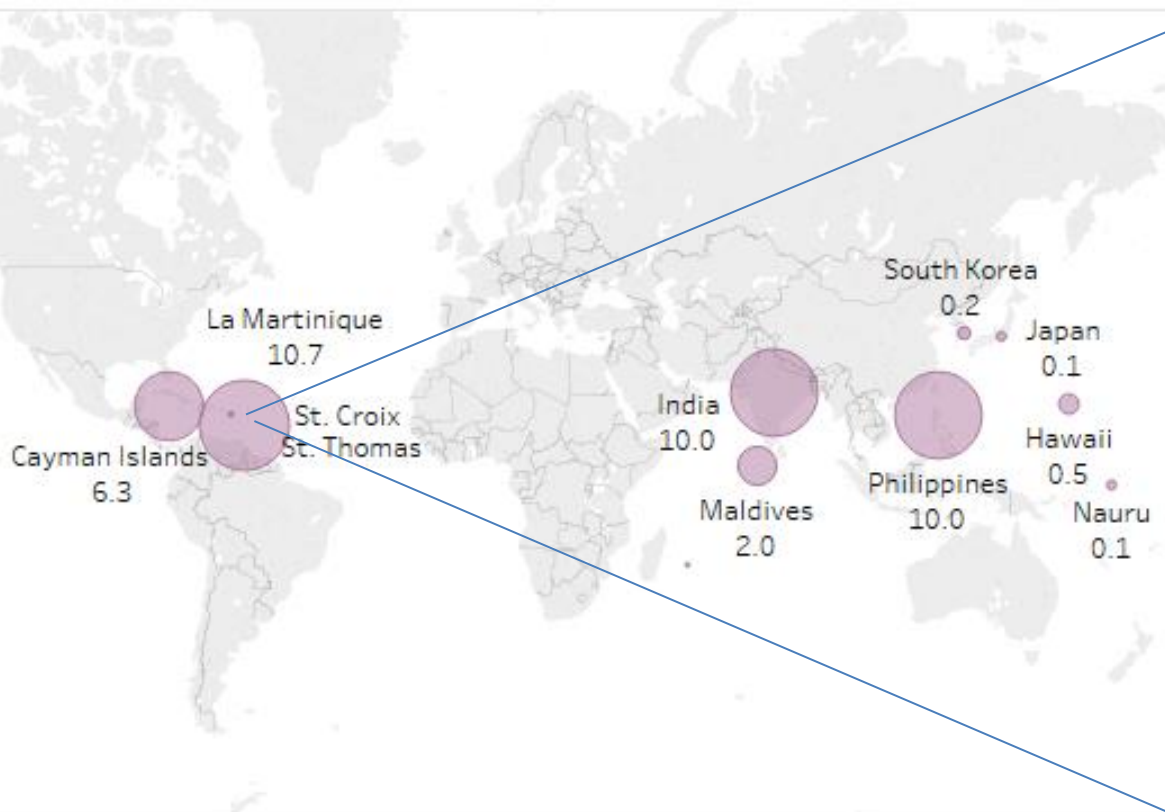 La Martinique
10.7
St. Croix
St. Thomas
Cayman Islands
6.3
India
10.0
Maldives
2.0
South Korea
0.2
Japan
0.1
Hawaii
0.5
Philippines
10.0
Nauru
0.1